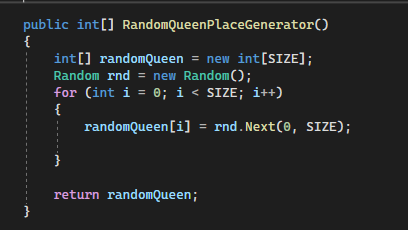 public int[] RandomQueenPlaceGenerator()
{
    int[] randomQueen = new int[SIZE];
    Random rnd = new Random();
    for (int i = 0; i < SIZE; i++)
    {
        randomQueen[i] = rnd.Next(0, SIZE);
    }
    return randomQueen;
}